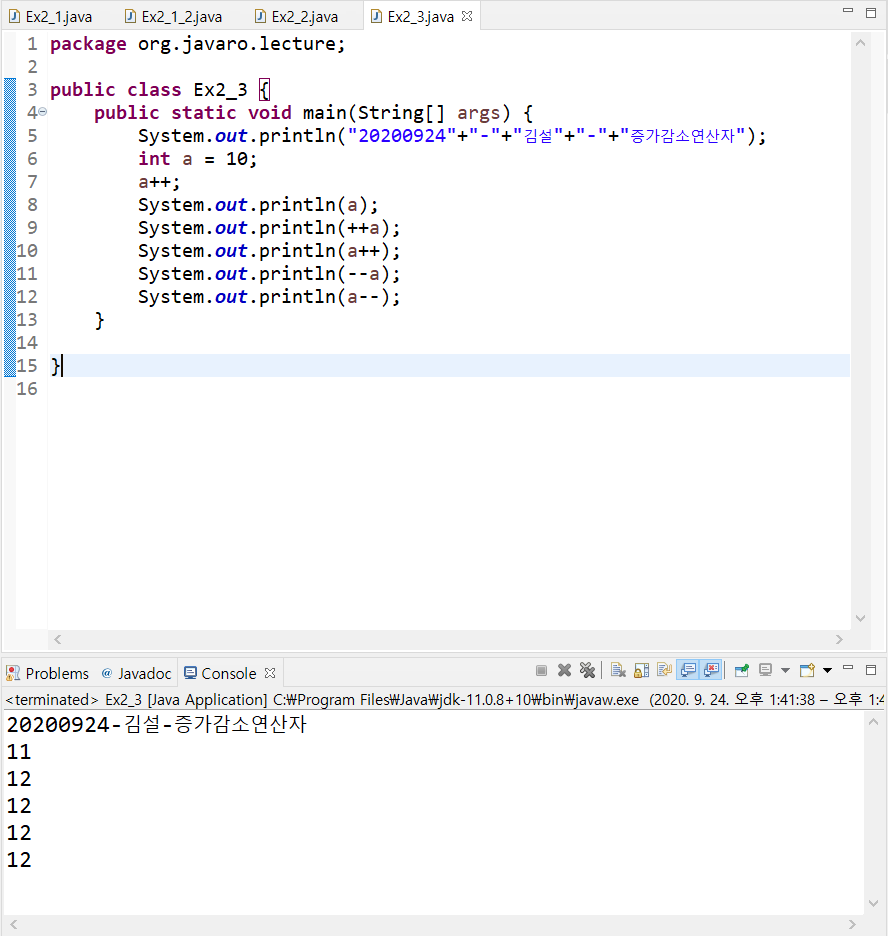 Ex2_1.java Ex2_1_2.java Ex2_2.java Ex2_3.java
1 package org.javaro.lecture;
2
3 public class Ex2_3 {
4 public static void main(String[] args) {
5 System.out.println("20200924"+"-"+"김설"+"-"+"증가감소연산자");
6 int a = 10;
7 a++;
8 System.out.println(a);
9 System.out.println(++a);
10 System.out.println(a++);
11 System.out.println(--a);
12 System.out.println(a--);
13 }
14
15 }
16
Problems @ Javadoc Console
<terminated> Ex2_3 [Java Application] C:₩Program Files₩Java₩jdk-11.0.8+10₩bin₩javaw.exe (2020. 9. 24. 오후 1:41:38 – 오후 1:4
20200924-김설-증가감소연산자
11
12
12
12
12